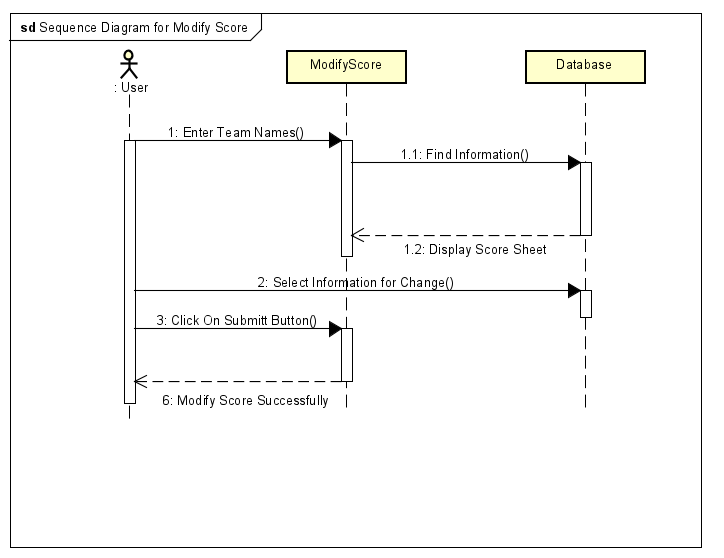 sd Sequence Diagram for Modify Score
: User
ModifyScore
Database
1: Enter Team Names()
1.1: Find Information()
1.2: Display Score Sheet
2: Select Information for Change()
3: Click On Submitt Button()
6: Modify Score Successfully